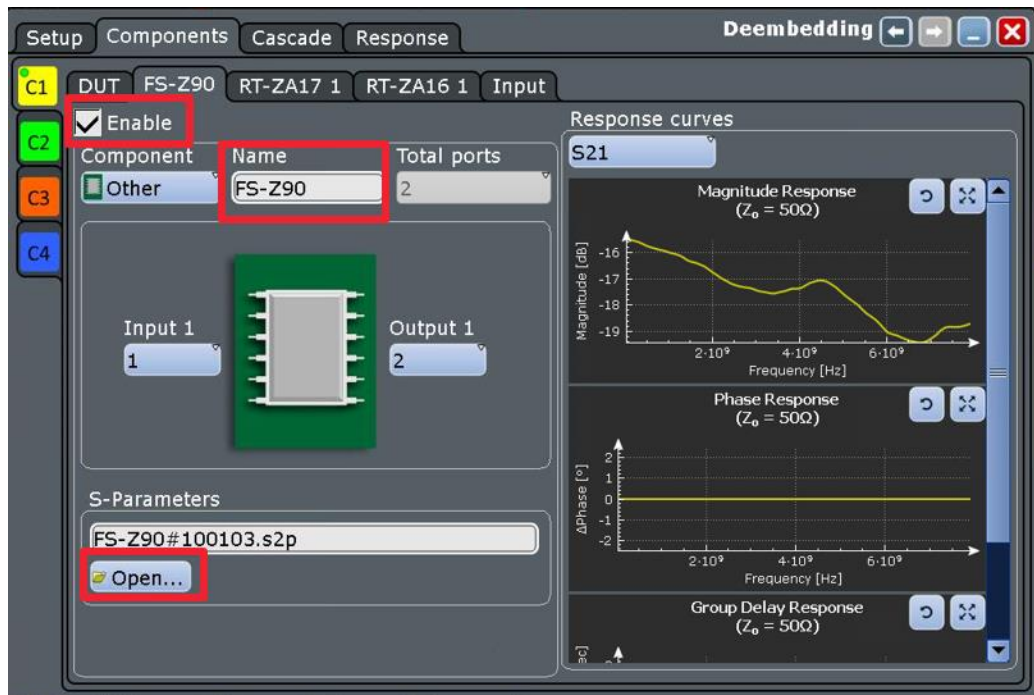 Setup Components Cascade Response Deembedding
C1 DUT FS-Z90 RT-ZA17 1 RT-ZA16 1 Input
C2
C3
C4
Enable
Component Name Total ports
Other FS-Z90 2
Input 1 Output 1
1 2
S-Parameters
FS-Z90#100103.s2p
Open...
Response curves
S21
Magnitude Response
(Z₀ = 50Ω)
Magnitude [dB]
-16
-17
-18
-19
2·10⁹ 4·10⁹ 6·10⁹
Frequency [Hz]
Phase Response
(Z₀ = 50Ω)
ΔPhase [°]
2
1
0
-1
-2
2·10⁹ 4·10⁹ 6·10⁹
Frequency [Hz]
Group Delay Response
(Z₀ = 50Ω)